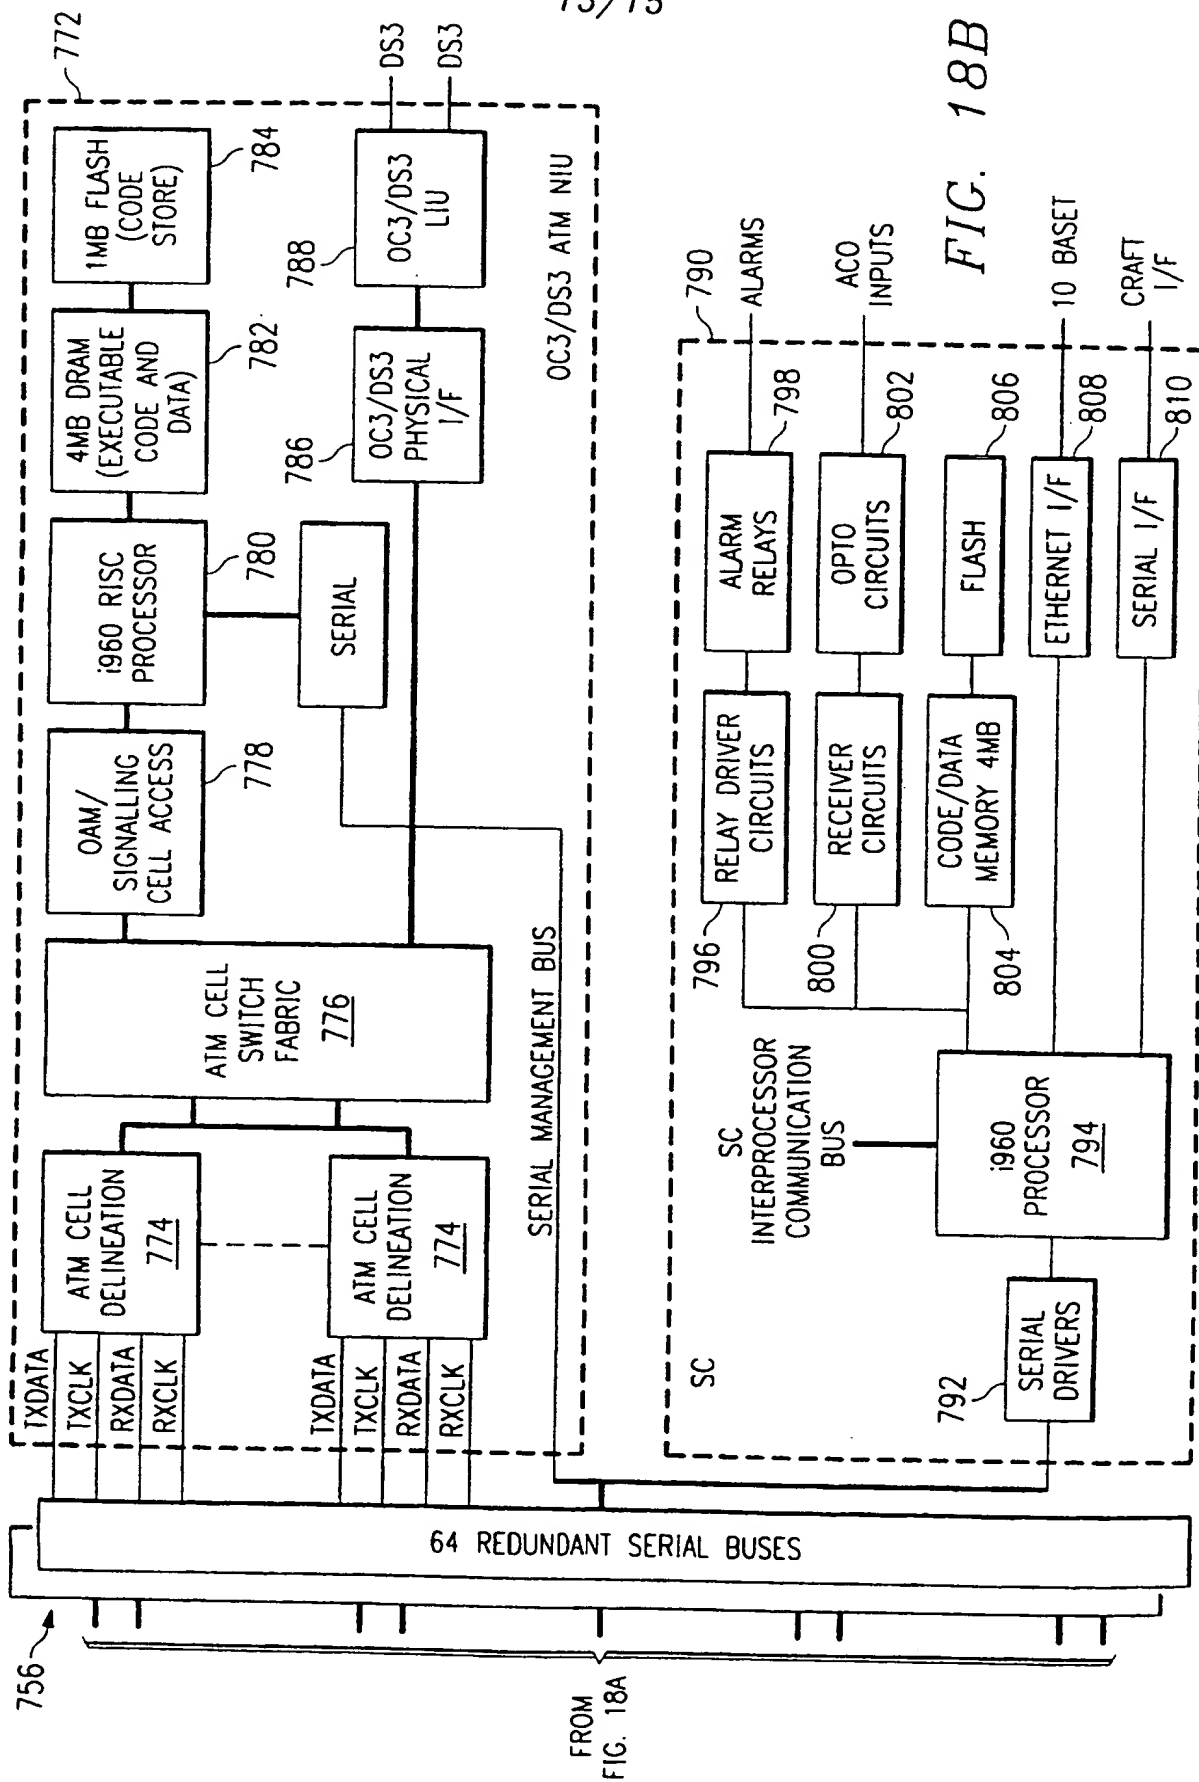 15/15
772
1MB FLASH
(CODE
STORE)
784
4MB DRAM
(EXECUTABLE
CODE AND
DATA)
782
i960 RISC
PROCESSOR
780
OAM/
SIGNALLING
CELL ACCESS
778
SERIAL
OC3/DS3
LIU
788
DS3
DS3
OC3/DS3
PHYSICAL
I/F
786
OC3/DS3 ATM NIU
ATM CELL
SWITCH
FABRIC
776
ATM CELL
DELINEATION
774
ATM CELL
DELINEATION
774
TXDATA
TXCLK
RXDATA
RXCLK
TXDATA
TXCLK
RXDATA
RXCLK
SERIAL MANAGEMENT BUS
64 REDUNDANT SERIAL BUSES
756
FROM
FIG. 18A
790
SC
SERIAL
DRIVERS
792
i960
PROCESSOR
794
SC
INTERPROCESSOR
COMMUNICATION
BUS
RELAY DRIVER
CIRCUITS
796
ALARM
RELAYS
798
ALARMS
RECEIVER
CIRCUITS
800
OPTO
CIRCUITS
802
ACO
INPUTS
CODE/DATA
MEMORY 4MB
804
FLASH
806
ETHERNET I/F
808
10 BASET
SERIAL I/F
810
CRAFT
I/F
FIG. 18B